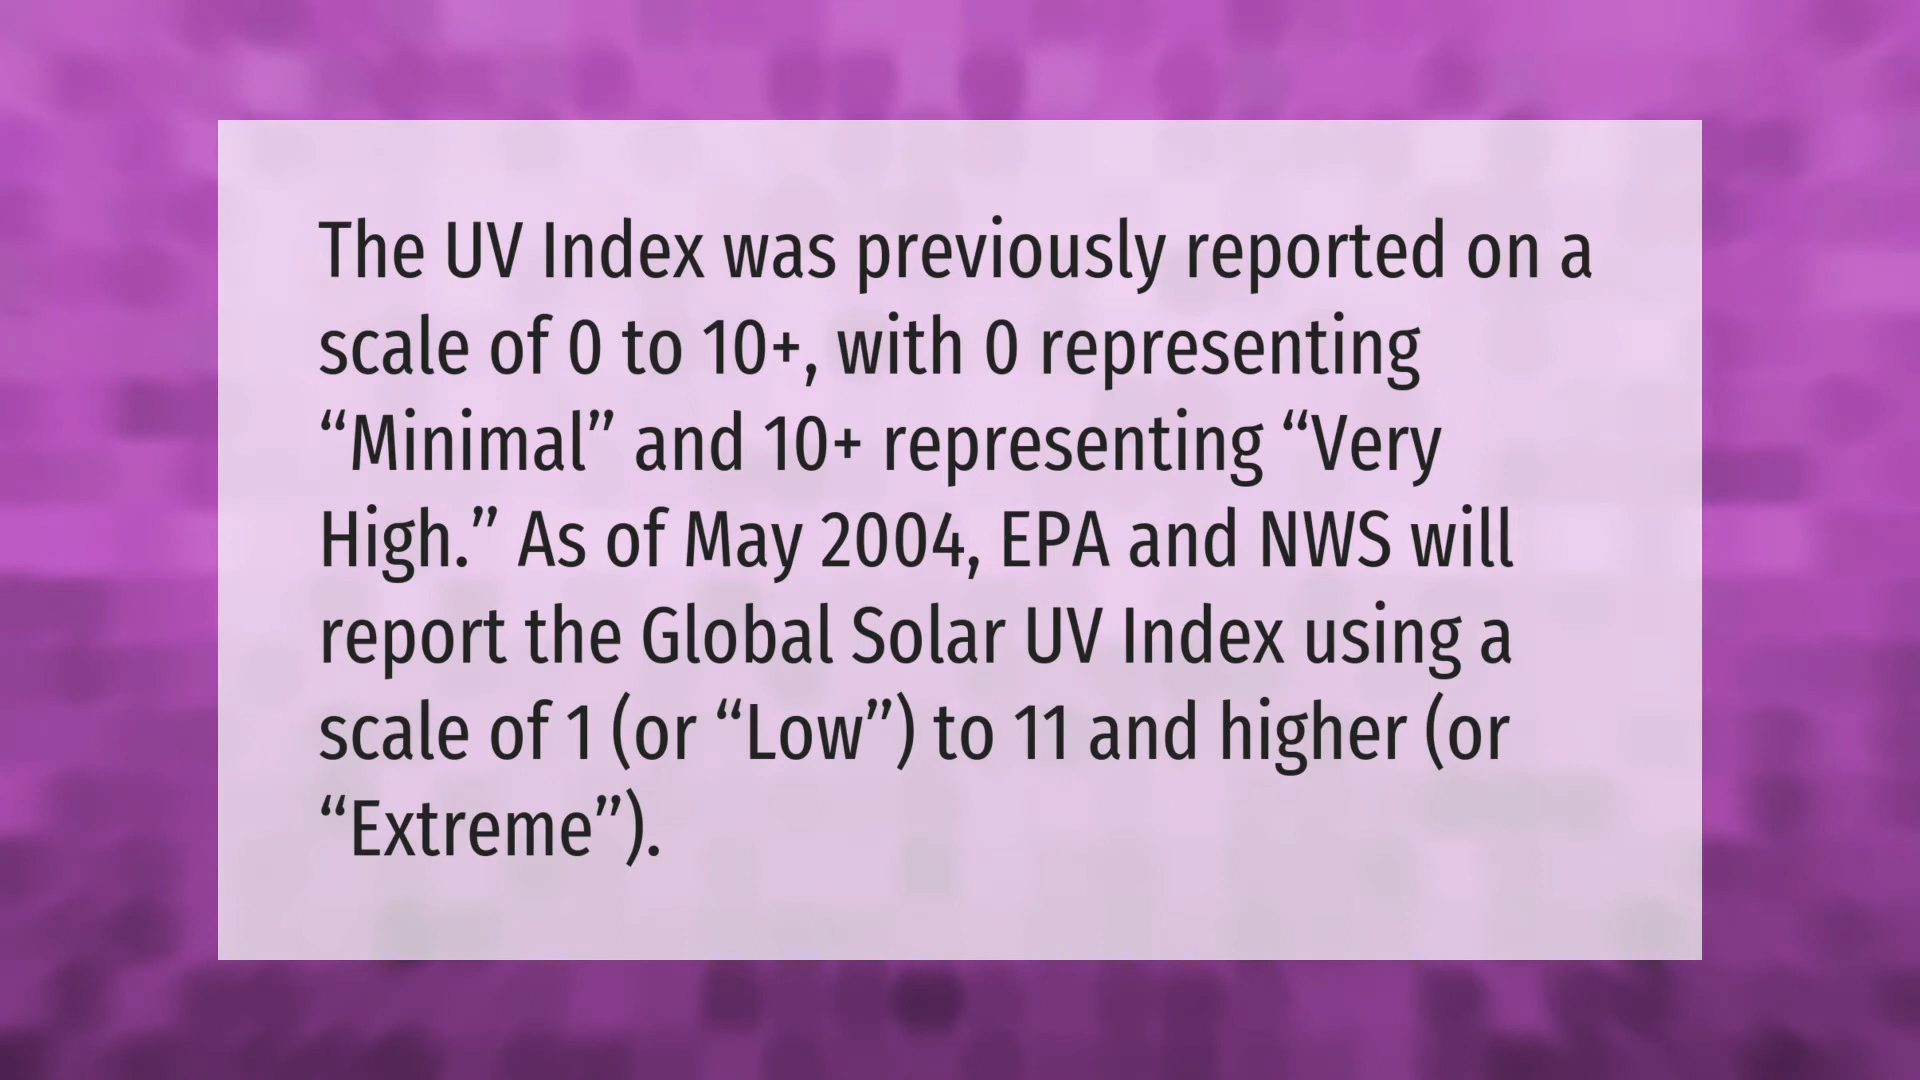 The UV Index was previously reported on a
scale of 0 to 10+, with 0 representing
“Minimal” and 10+ representing “Very
High.” As of May 2004, EPA and NWS will
report the Global Solar UV Index using a
scale of 1 (or “Low”) to 11 and higher (or
“Extreme”).